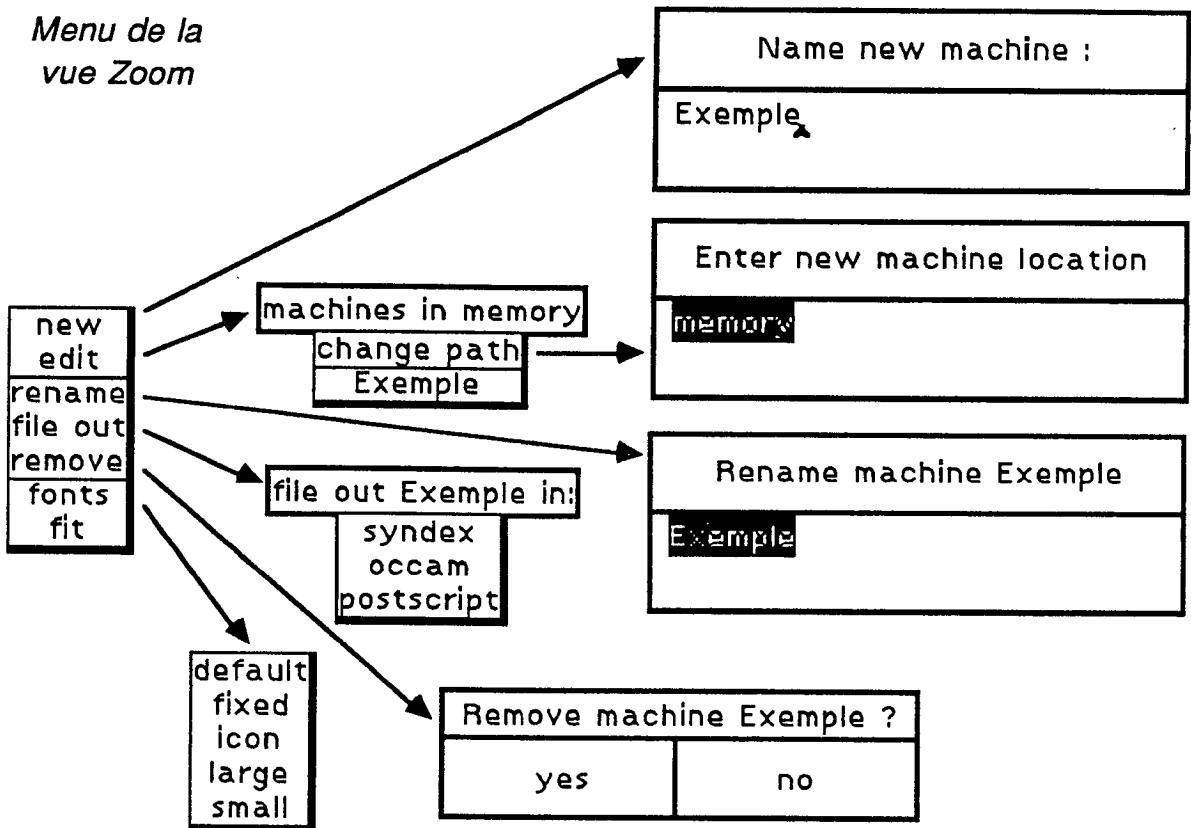 Menu de la
vue Zoom
Name new machine :
Exemple
Enter new machine location
memory
new
edit
rename
file out
remove
fonts
fit
machines in memory
change path
Exemple
Rename machine Exemple
Exemple
file out Exemple in:
syndex
occam
postscript
default
fixed
icon
large
small
Remove machine Exemple ?
yes no